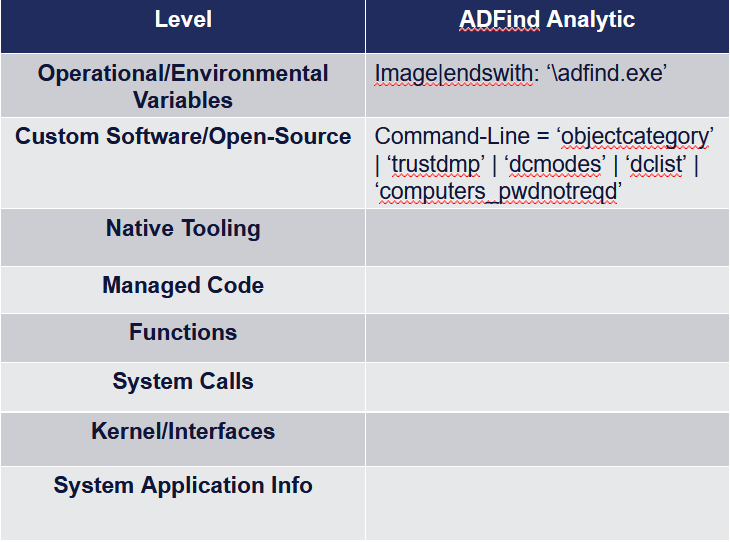 Level
ADFind Analytic
Operational/Environmental
Variables
Image|endswith: ‘\adfind.exe’
Custom Software/Open-Source
Command-Line = ‘objectcategory’
| ‘trustdmp’ | ‘dcmodes’ | ‘dclist’ |
‘computers_pwdnotreqd’
Native Tooling
Managed Code
Functions
System Calls
Kernel/Interfaces
System Application Info